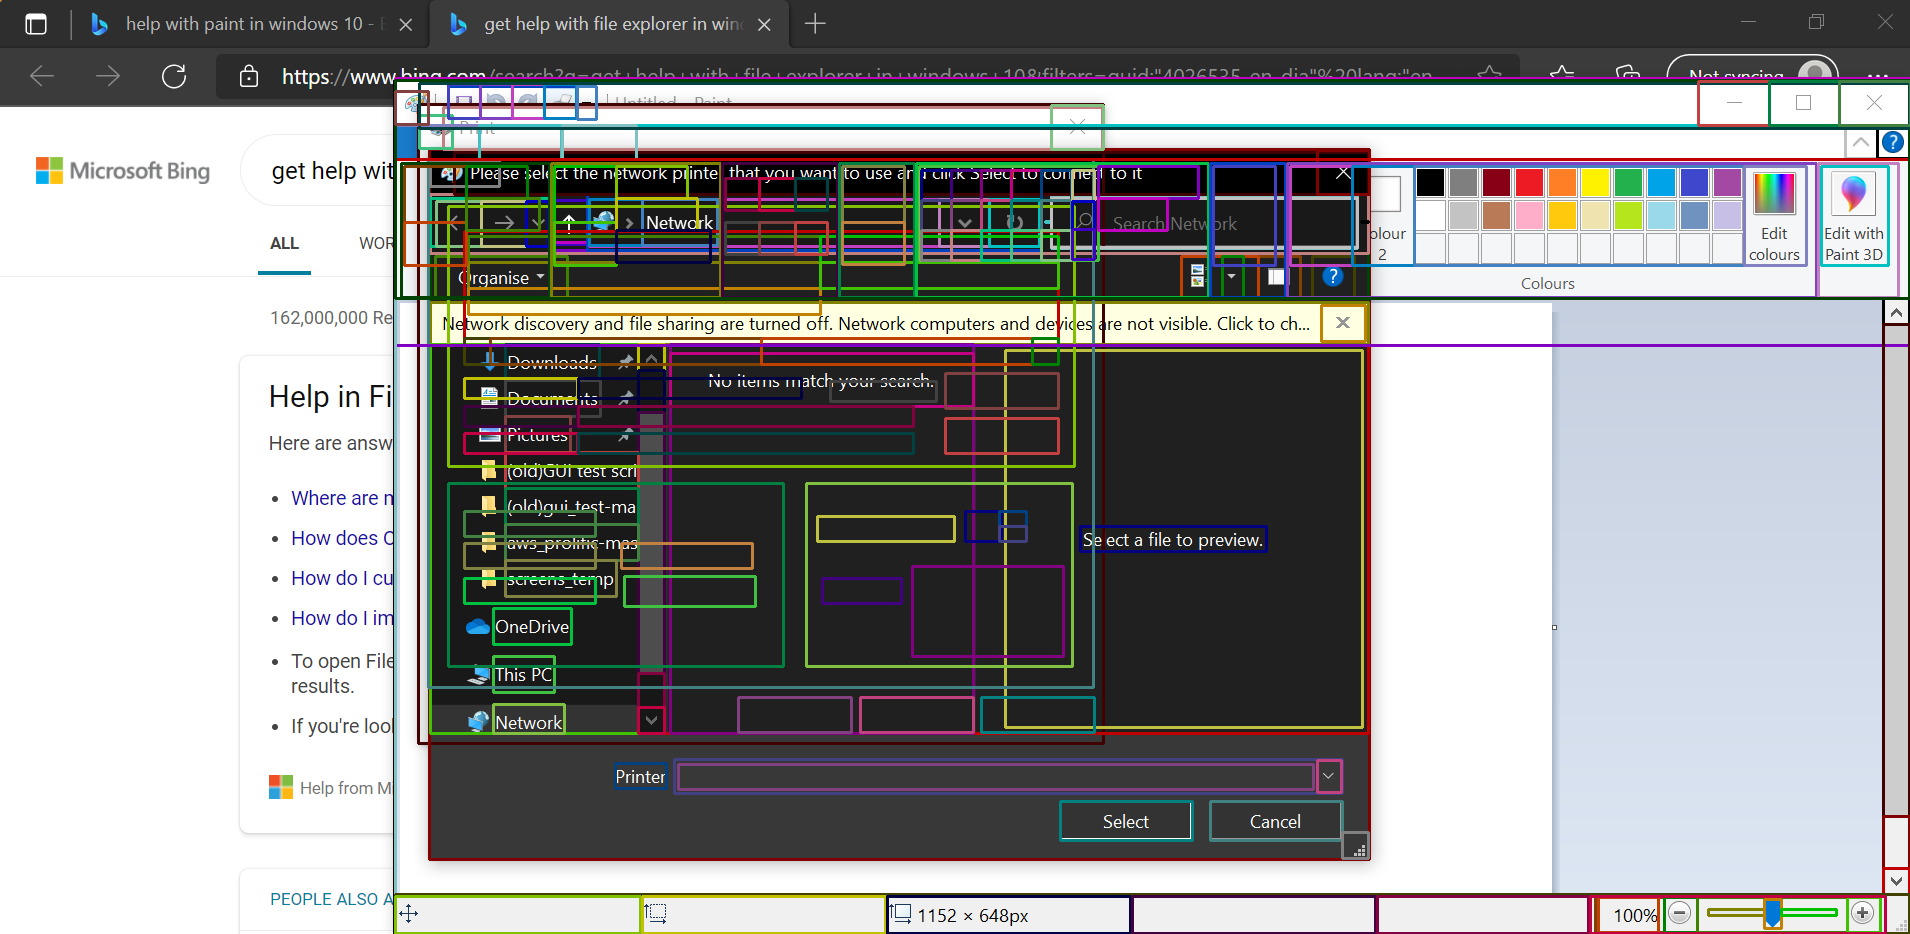 help with paint in windows 10 -
get help with file explorer in win
https://www.bing.com/search?q=get+help+with+file+explorer+in+windows+10&filters=guid:"4026535-en-dia"%20lang:"en
Not syncing
Untitled - Paint
Print
Microsoft Bing
get help wit
Please select the network printer that you want to use and click Select to connect to it
Network
Search Network
ALL
WOR
Organise
olour
2
Edit
colours
Edit with
Paint 3D
Colours
162,000,000 Re
Network discovery and file sharing are turned off. Network computers and devices are not visible. Click to ch...
Downloads
No items match your search.
Help in Fi
Documents
Here are answ
Pictures
(old)GUI test scri
Where are m
(old)gui_test-ma
How does C
aws_prolific-mas
Select a file to preview.
How do I cu
screens_temp
How do I im
OneDrive
To open File
results.
This PC
If you're lool
Network
Printer
Help from Mi
Select
Cancel
PEOPLE ALSO A
1152 × 648px
100%